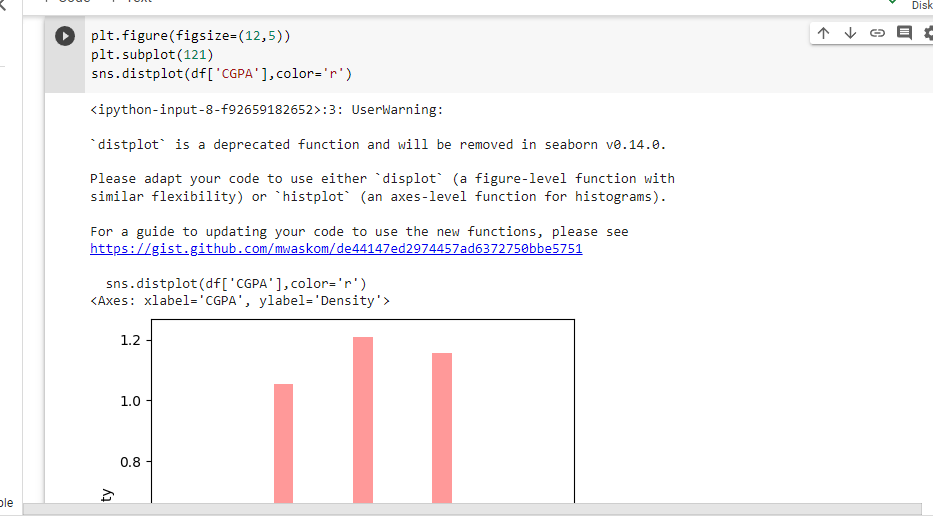 Disk
plt.figure(figsize=(12,5))
plt.subplot(121)
sns.distplot(df['CGPA'],color='r')
<ipython-input-8-f92659182652>:3: UserWarning:
`distplot` is a deprecated function and will be removed in seaborn v0.14.0.
Please adapt your code to use either `displot` (a figure-level function with
similar flexibility) or `histplot` (an axes-level function for histograms).
For a guide to updating your code to use the new functions, please see
https://gist.github.com/mwaskom/de44147ed2974457ad6372750bbe5751
sns.distplot(df['CGPA'],color='r')
<Axes: xlabel='CGPA', ylabel='Density'>
1.2
1.0
0.8
ty
ble